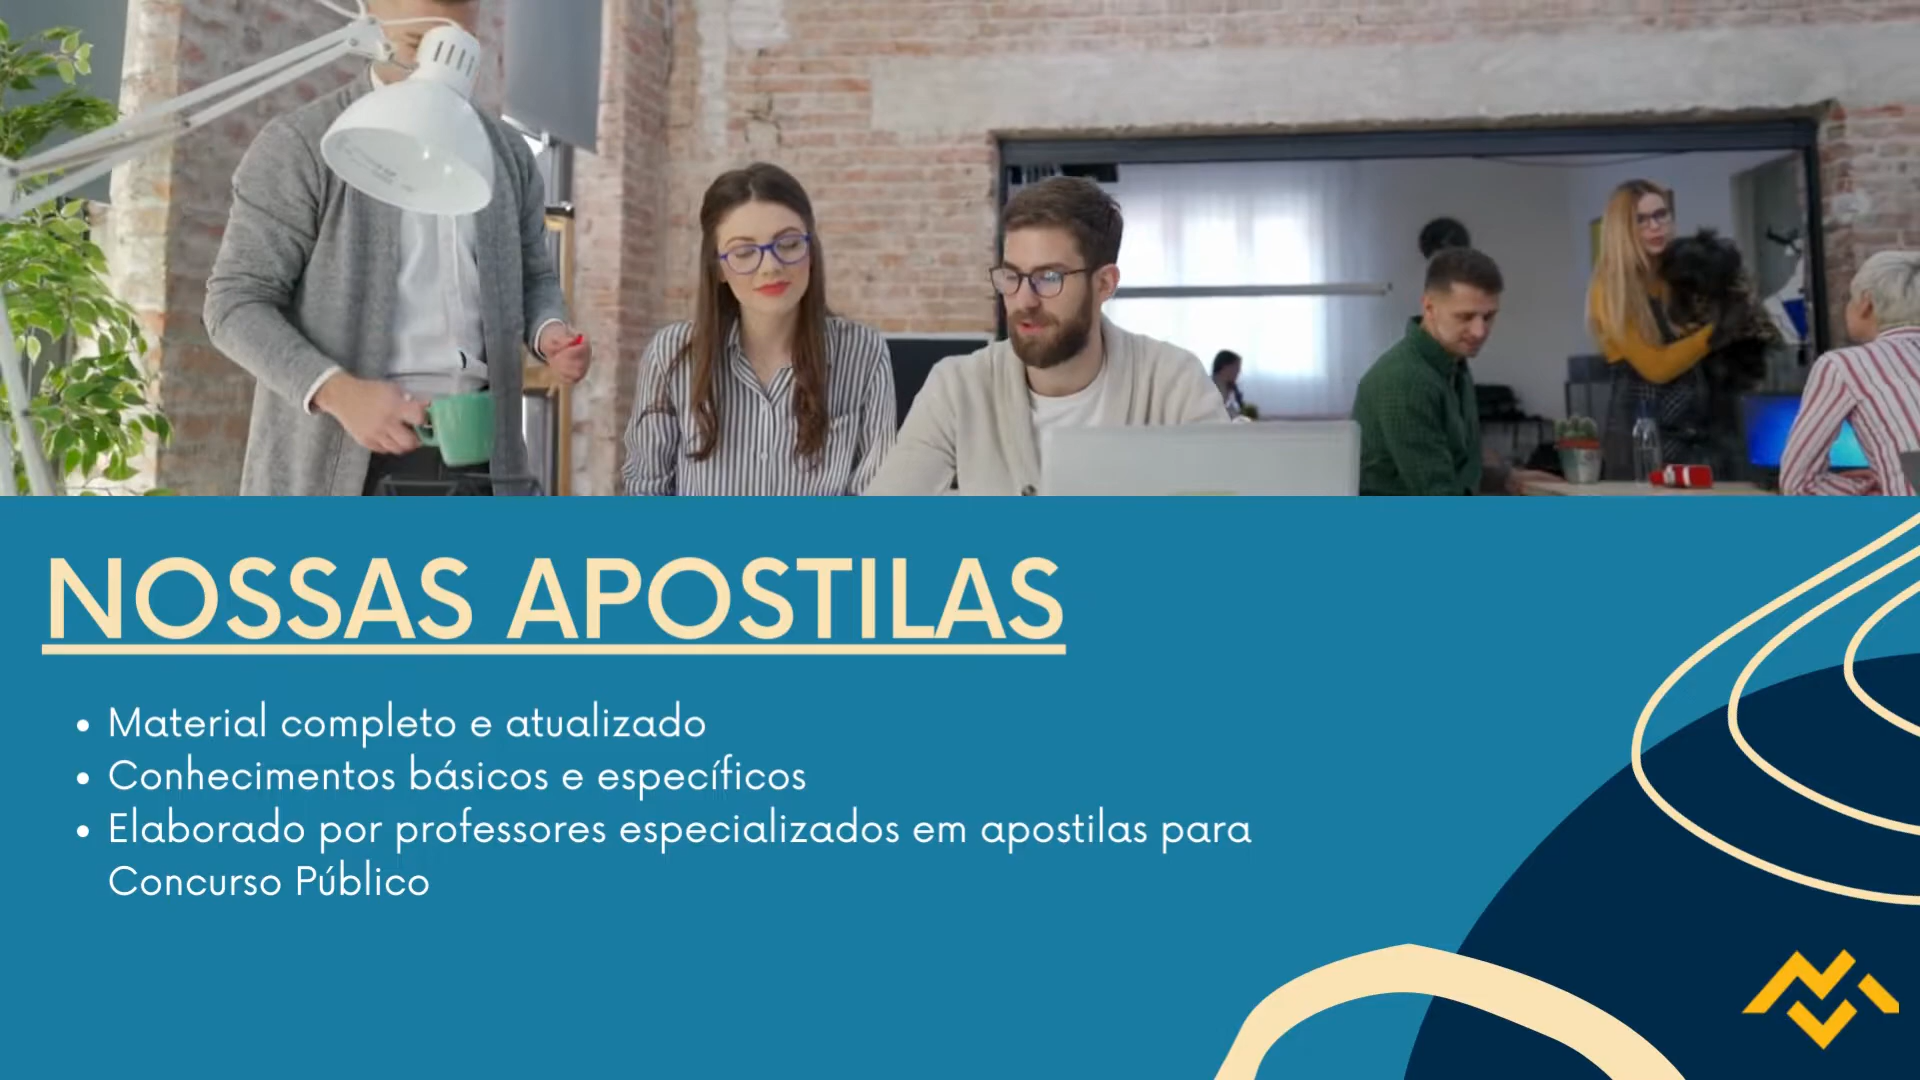 NOSSAS APOSTILAS
• Material completo e atualizado
• Conhecimentos básicos e específicos
• Elaborado por professores especializados em apostilas para
Concurso Público